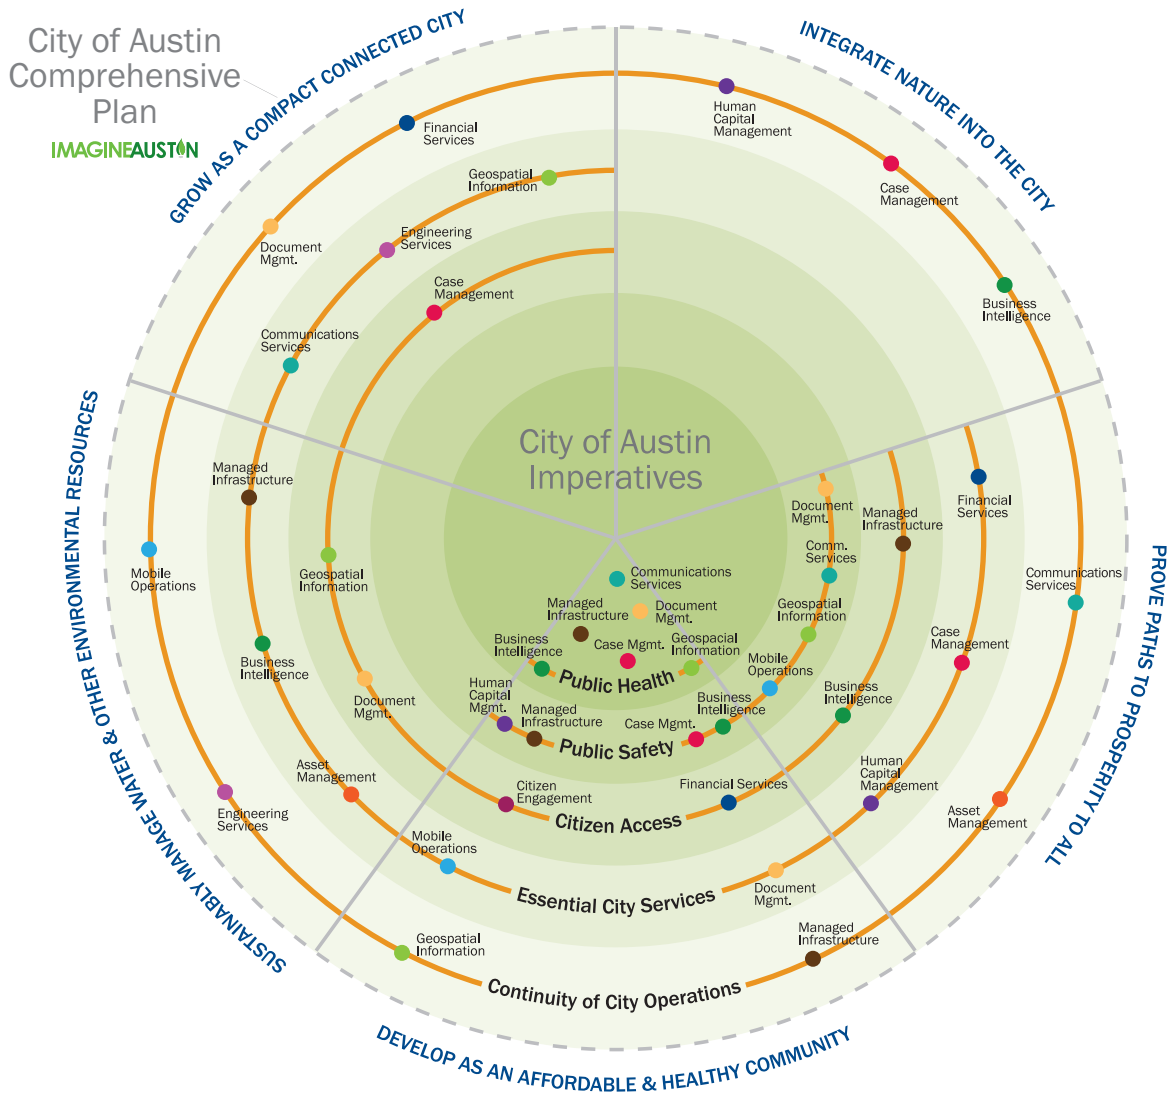 City of Austin
Comprehensive
Plan
IMAGINEAUSTIN
GROW AS A COMPACT CONNECTED CITY
INTEGRATE NATURE INTO THE CITY
PROVE PATHS TO PROSPERITY TO ALL
DEVELOP AS AN AFFORDABLE & HEALTHY COMMUNITY
SUSTAINABLY MANAGE WATER & OTHER ENVIRONMENTAL RESOURCES
City of Austin
Imperatives
Financial
Services
Geospatial
Information
Document
Mgmt.
Engineering
Services
Case
Management
Communications
Services
Human
Capital
Management
Case
Management
Business
Intelligence
Managed
Infrastructure
Mobile
Operations
Geospatial
Information
Business
Intelligence
Document
Mgmt.
Asset
Management
Engineering
Services
Document
Mgmt.
Managed
Infrastructure
Financial
Services
Comm.
Services
Communications
Services
Geospatial
Information
Case
Management
Mobile
Operations
Business
Intelligence
Human
Capital
Management
Asset
Management
Communications
Services
Managed
Infrastructure
Document
Mgmt.
Business
Intelligence
Case Mgmt.
Geospacial
Information
Public Health
Human
Capital
Mgmt.
Managed
Infrastructure
Case Mgmt.
Business
Intelligence
Public Safety
Citizen
Engagement
Financial Services
Citizen Access
Mobile
Operations
Document
Mgmt.
Essential City Services
Geospatial
Information
Managed
Infrastructure
Continuity of City Operations